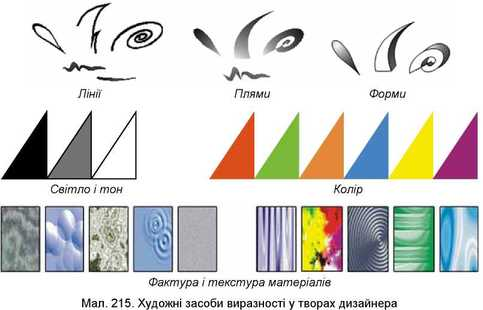 Лінії
Плями
Форми
Світло і тон
Колір
Фактура і текстура матеріалів
Мал. 215. Художні засоби виразності у творах дизайнера